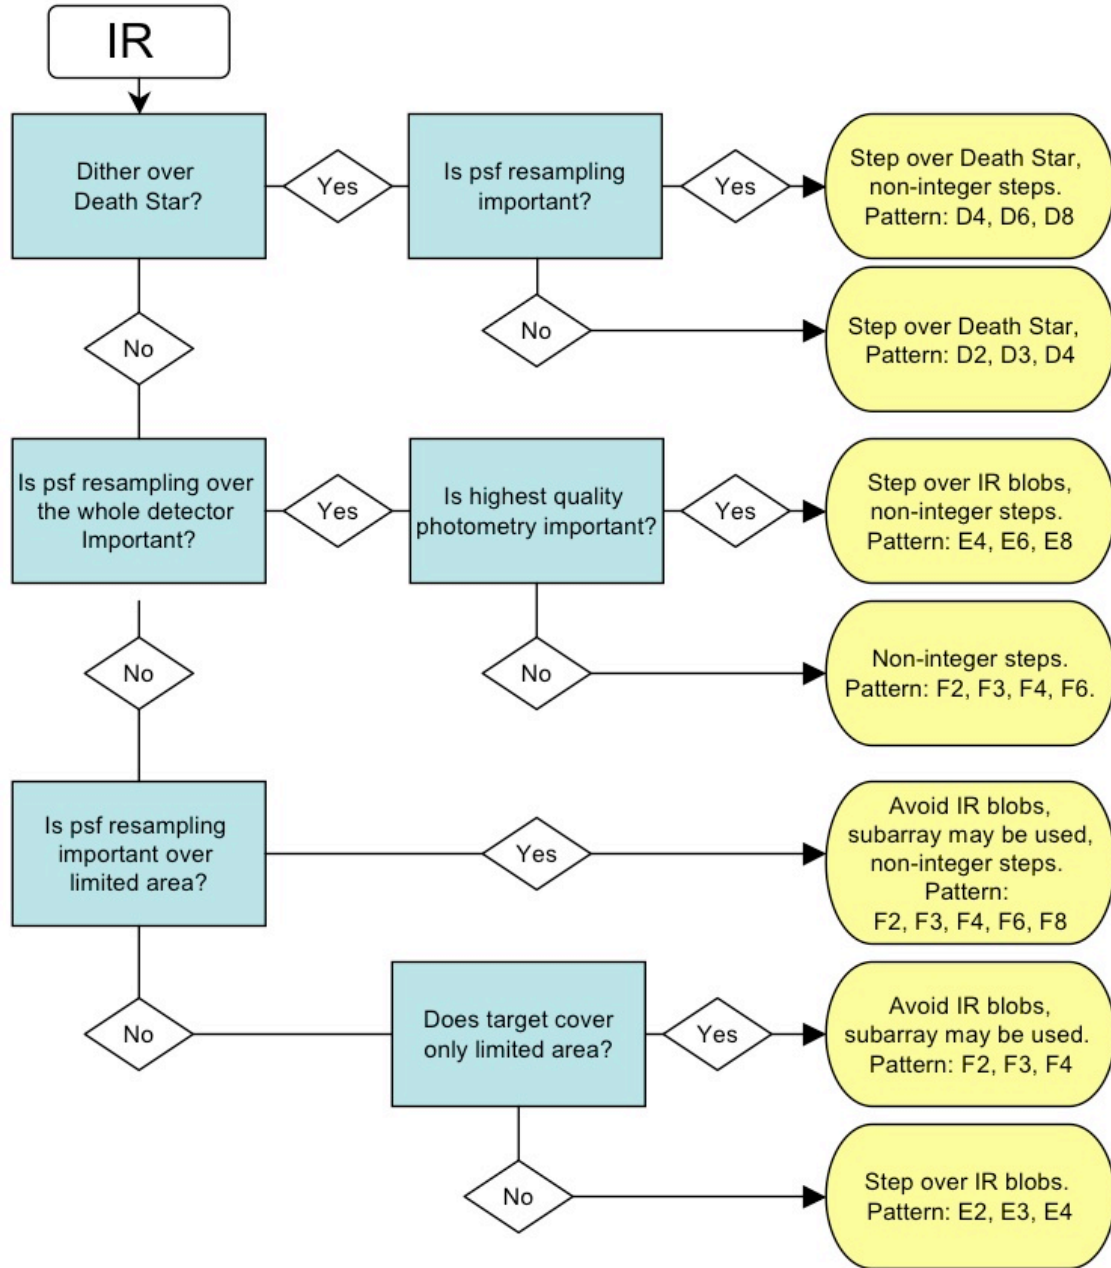 IR
Dither over
Death Star?
Yes
Is psf resampling
important?
Yes
Step over Death Star,
non-integer steps.
Pattern: D4, D6, D8
No
Step over Death Star,
Pattern: D2, D3, D4
No
Is psf resampling over
the whole detector
Important?
Yes
Is highest quality
photometry important?
Yes
Step over IR blobs,
non-integer steps.
Pattern: E4, E6, E8
No
Non-integer steps.
Pattern: F2, F3, F4, F6.
No
Is psf resampling
important over
limited area?
Yes
Avoid IR blobs,
subarray may be used,
non-integer steps.
Pattern:
F2, F3, F4, F6, F8
No
Does target cover
only limited area?
Yes
Avoid IR blobs,
subarray may be used.
Pattern: F2, F3, F4
No
Step over IR blobs.
Pattern: E2, E3, E4